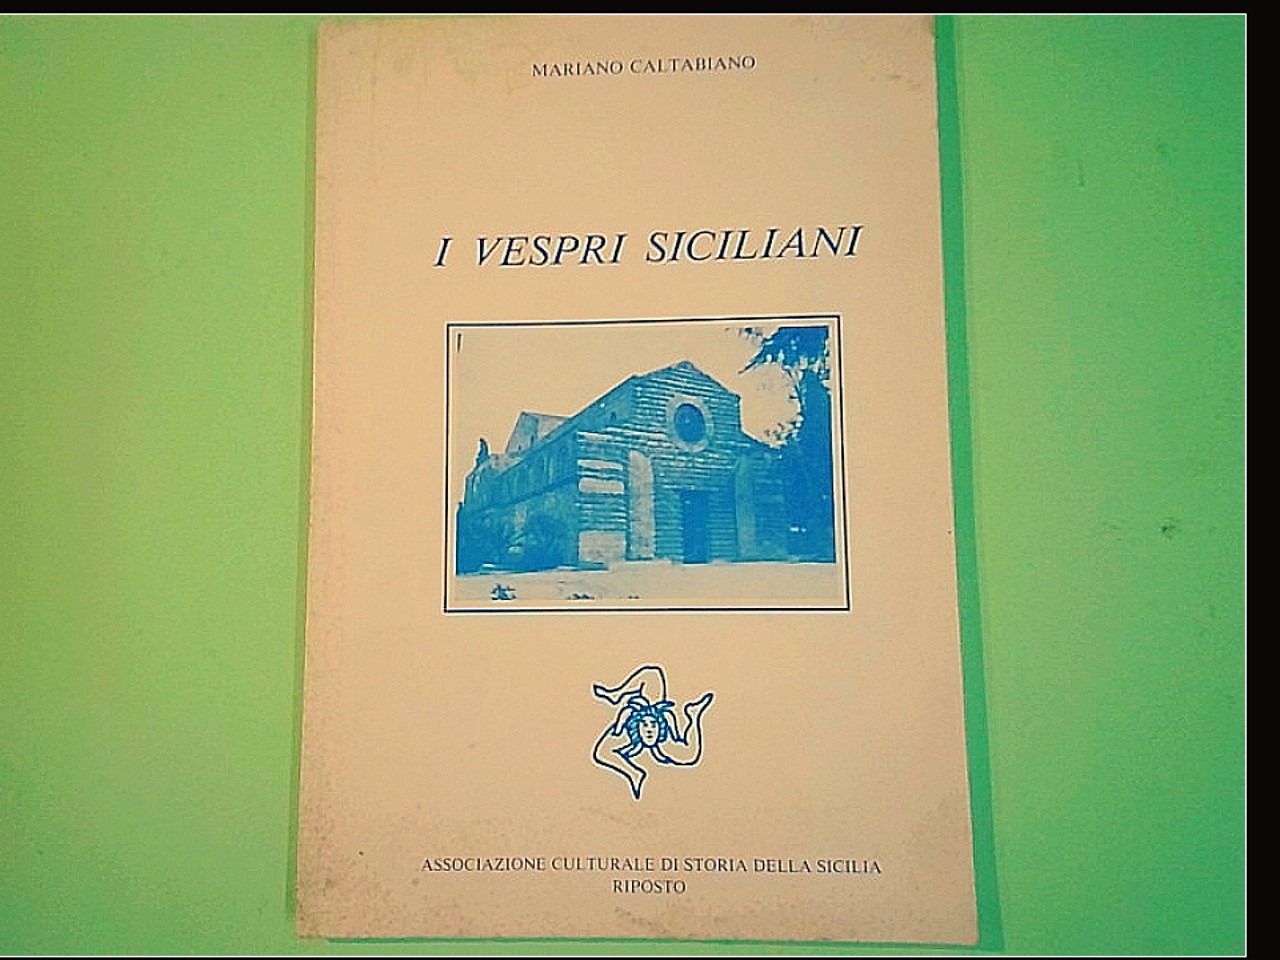 MARIANO CALTABIANO
I VESPRI SICILIANI
ASSOCIAZIONE CULTURALE DI STORIA DELLA SICILIA
RIPOSTO